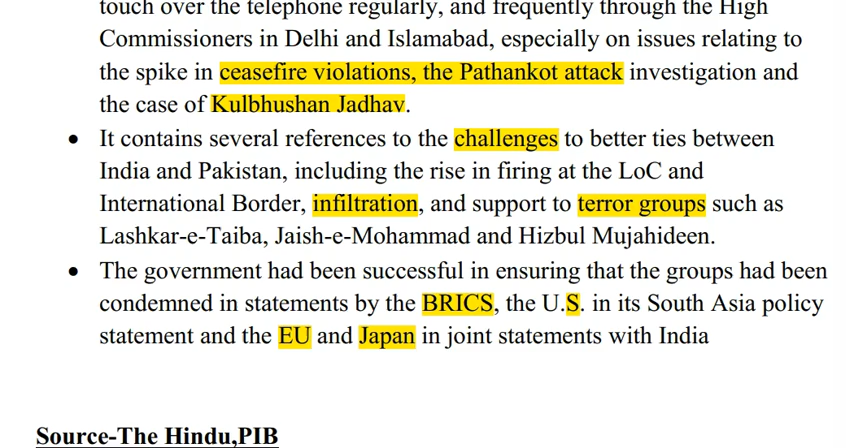 touch over the telephone regularly, and frequently through the High
Commissioners in Delhi and Islamabad, especially on issues relating to
the spike in ceasefire violations, the Pathankot attack investigation and
the case of Kulbhushan Jadhav.
• It contains several references to the challenges to better ties between
India and Pakistan, including the rise in firing at the LoC and
International Border, infiltration, and support to terror groups such as
Lashkar-e-Taiba, Jaish-e-Mohammad and Hizbul Mujahideen.
• The government had been successful in ensuring that the groups had been
condemned in statements by the BRICS, the U.S. in its South Asia policy
statement and the EU and Japan in joint statements with India
Source-The Hindu,PIB